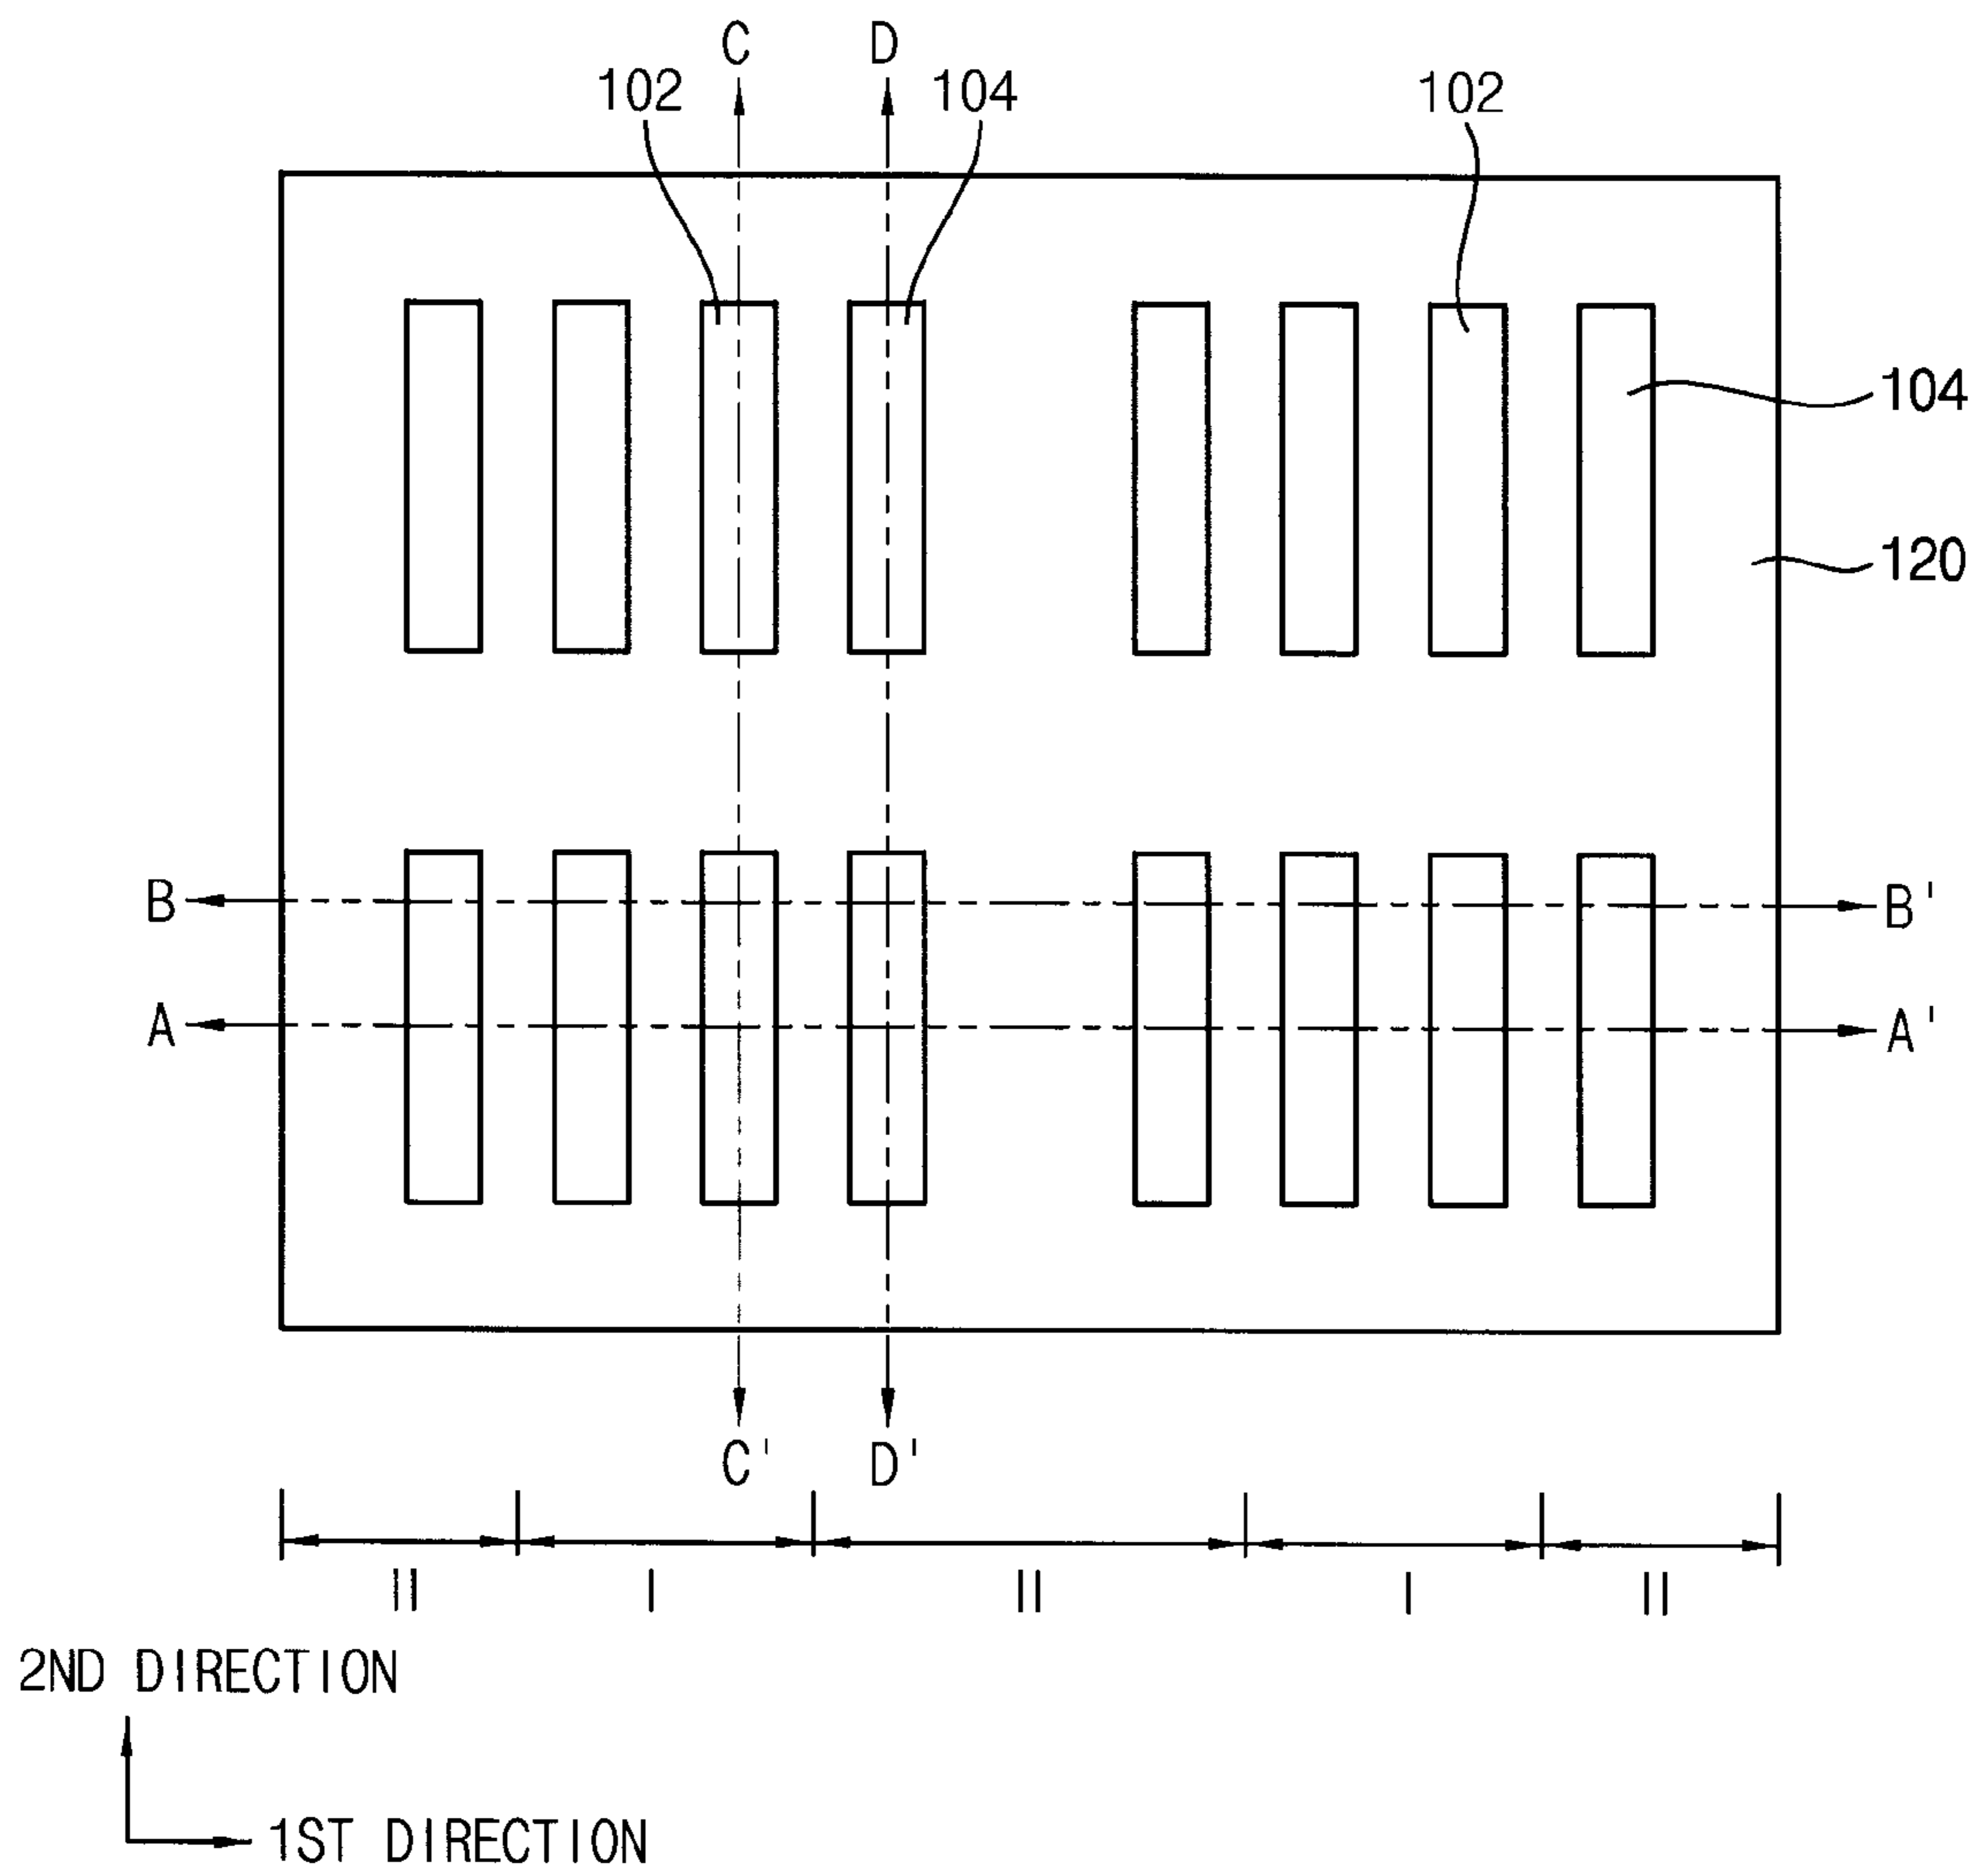 C D
102 104 102
104
120
B B'
A A'
C' D'
II I II I II
2ND DIRECTION
1ST DIRECTION